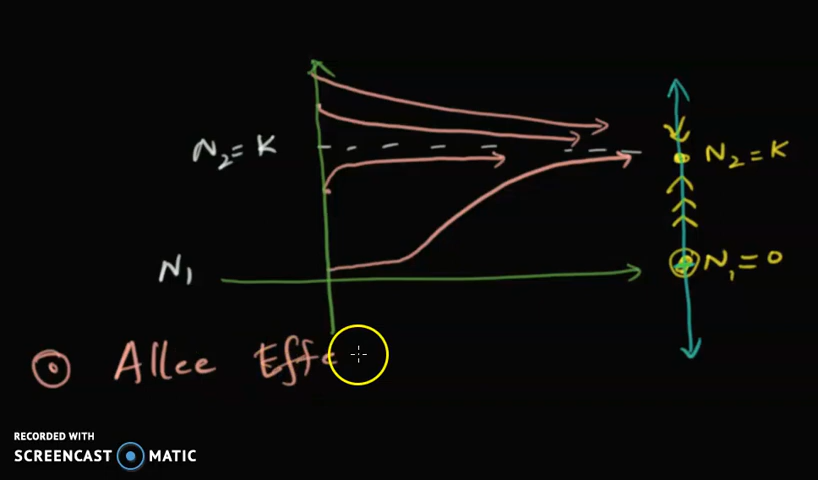 N₂ = K
N₂ = K
N₁
N₁ = 0
Allee Effe
RECORDED WITH
SCREENCAST MATIC